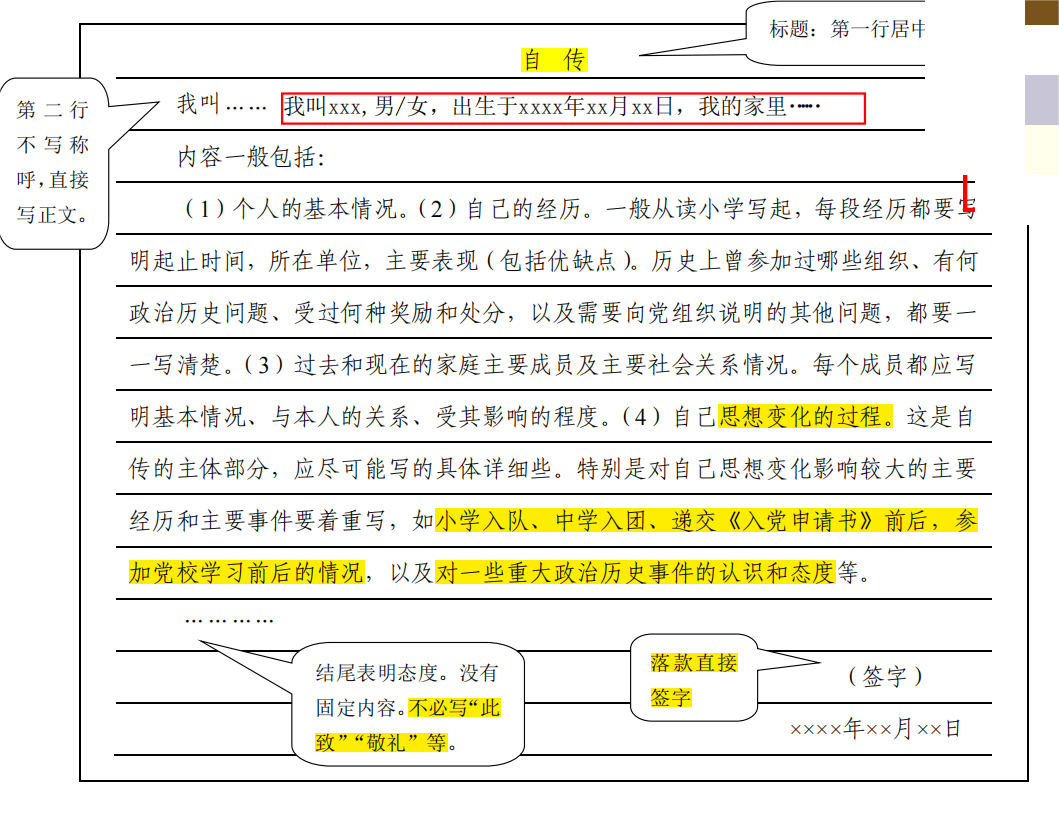 标题：第一行居中
自 传
第二行
不写称
呼，直接
写正文。
我叫…… 我叫xxx,男/女，出生于xxxx年xx月xx日，我的家里……
内容一般包括：
（1）个人的基本情况。（2）自己的经历。一般从读小学写起，每段经历都要写
明起止时间，所在单位，主要表现（包括优缺点）。历史上曾参加过哪些组织、有何
政治历史问题、受过何种奖励和处分，以及需要向党组织说明的其他问题，都要一
一写清楚。（3）过去和现在的家庭主要成员及主要社会关系情况。每个成员都应写
明基本情况、与本人的关系、受其影响的程度。（4）自己思想变化的过程。这是自
传的主体部分，应尽可能写的具体详细些。特别是对自己思想变化影响较大的主要
经历和主要事件要着重写，如小学入队、中学入团、递交《入党申请书》前后，参
加党校学习前后的情况，以及对一些重大政治历史事件的认识和态度等。
…………
结尾表明态度。没有
固定内容。不必写“此
致”“敬礼”等。
落款直接
签字
（签字）
××××年××月××日